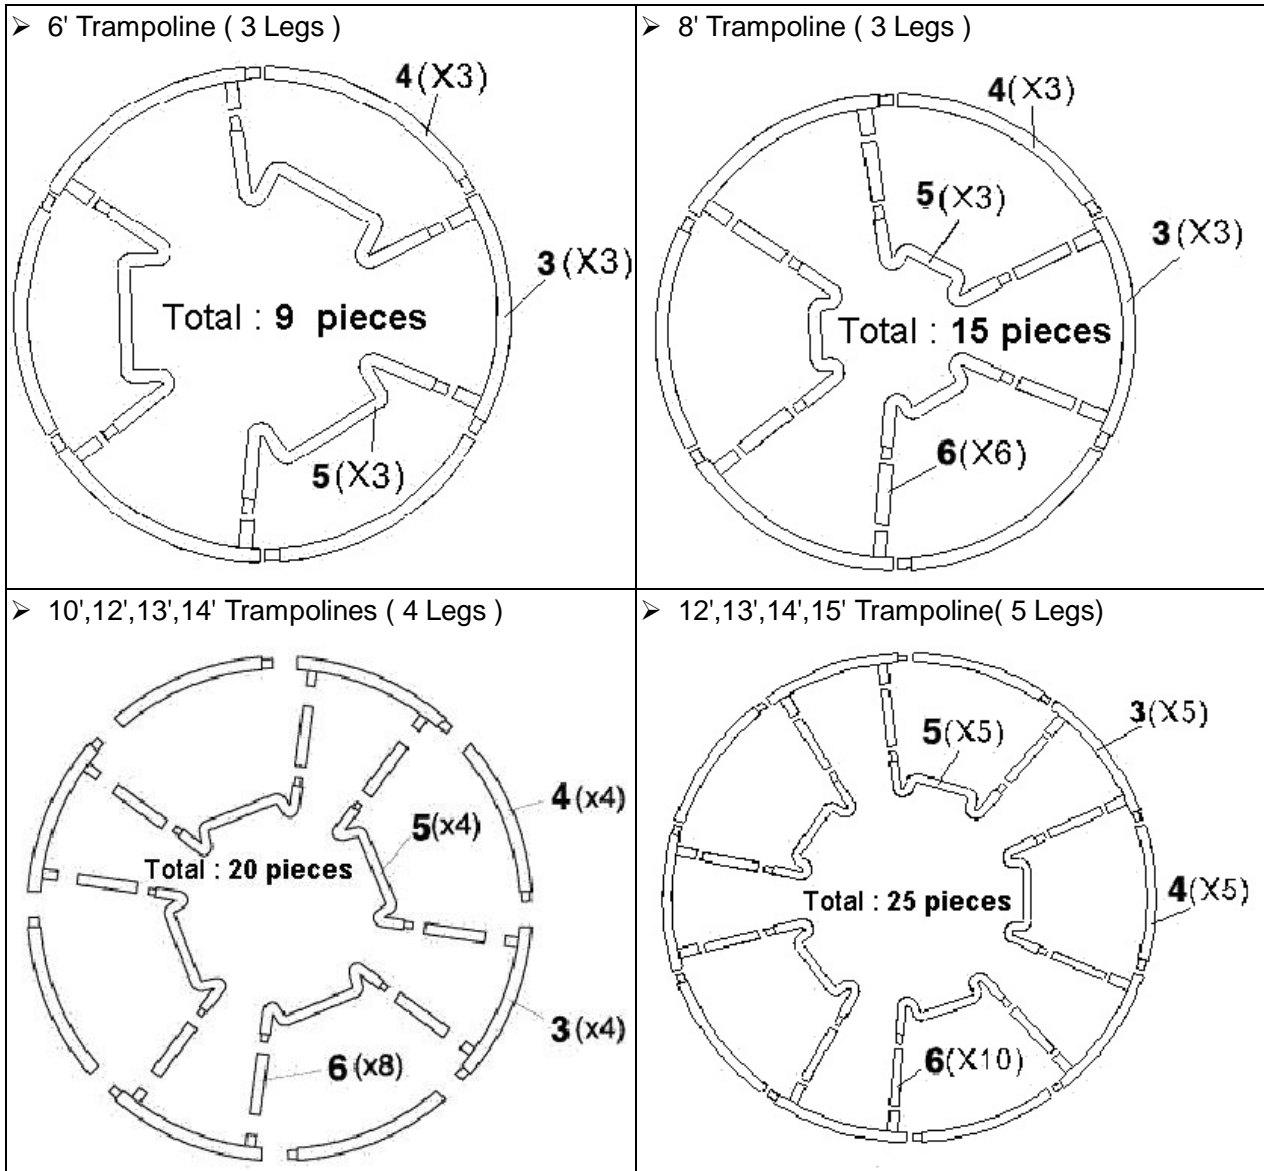 ➢ 6' Trampoline ( 3 Legs )
4(X3)
3(X3)
Total : 9 pieces
5(X3)
➢ 8' Trampoline ( 3 Legs )
4(X3)
5(X3)
3(X3)
Total : 15 pieces
6(X6)
➢ 10',12',13',14' Trampolines ( 4 Legs )
4(x4)
5(x4)
Total : 20 pieces
3(x4)
6(x8)
➢ 12',13',14',15' Trampoline( 5 Legs)
3(X5)
5(X5)
4(X5)
Total : 25 pieces
6(X10)